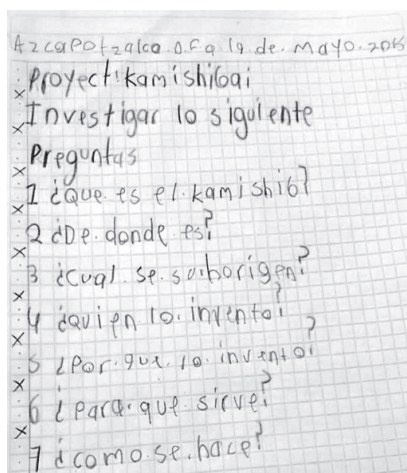 Azcapotzalco.D.F.a 19.de.Mayo.2015
Proyect:kamishibai
Investigar lo siguiente
Preguntas
1 ¿Que.es el.kamishib?
2 ¿De.donde.es?
3 ¿cual.se.su origen?
4 ¿quien lo.invento?
5 ¿Por.que.lo.invento?
6 ¿para.que sirve?
7 ¿como.se.hace?